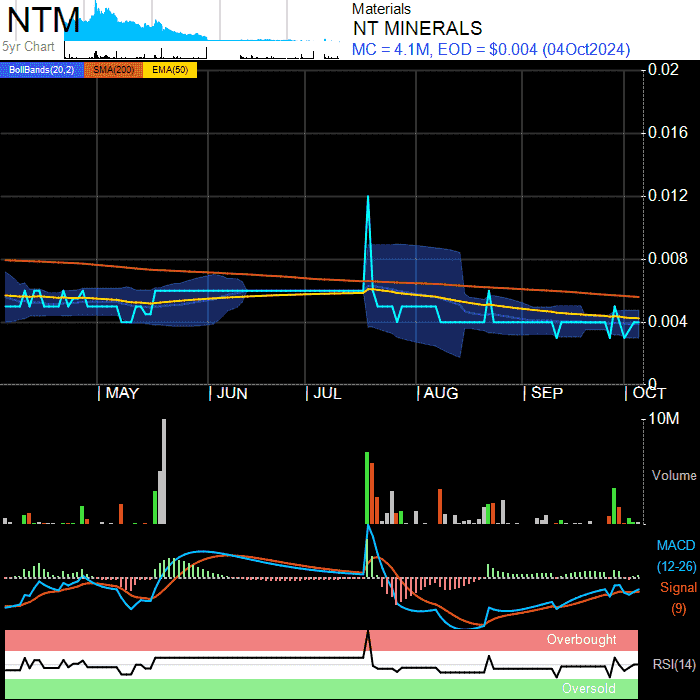 NTM
5yr Chart
Materials
NT MINERALS
MC = 4.1M, EOD = $0.004 (04Oct2024)
BollBands(20,2) SMA(200) EMA(50)
0.02
0.016
0.012
0.008
0.004
0
MAY JUN JUL AUG SEP OCT
10M
Volume
MACD
(12-26)
Signal
(9)
Overbought
RSI(14)
Oversold